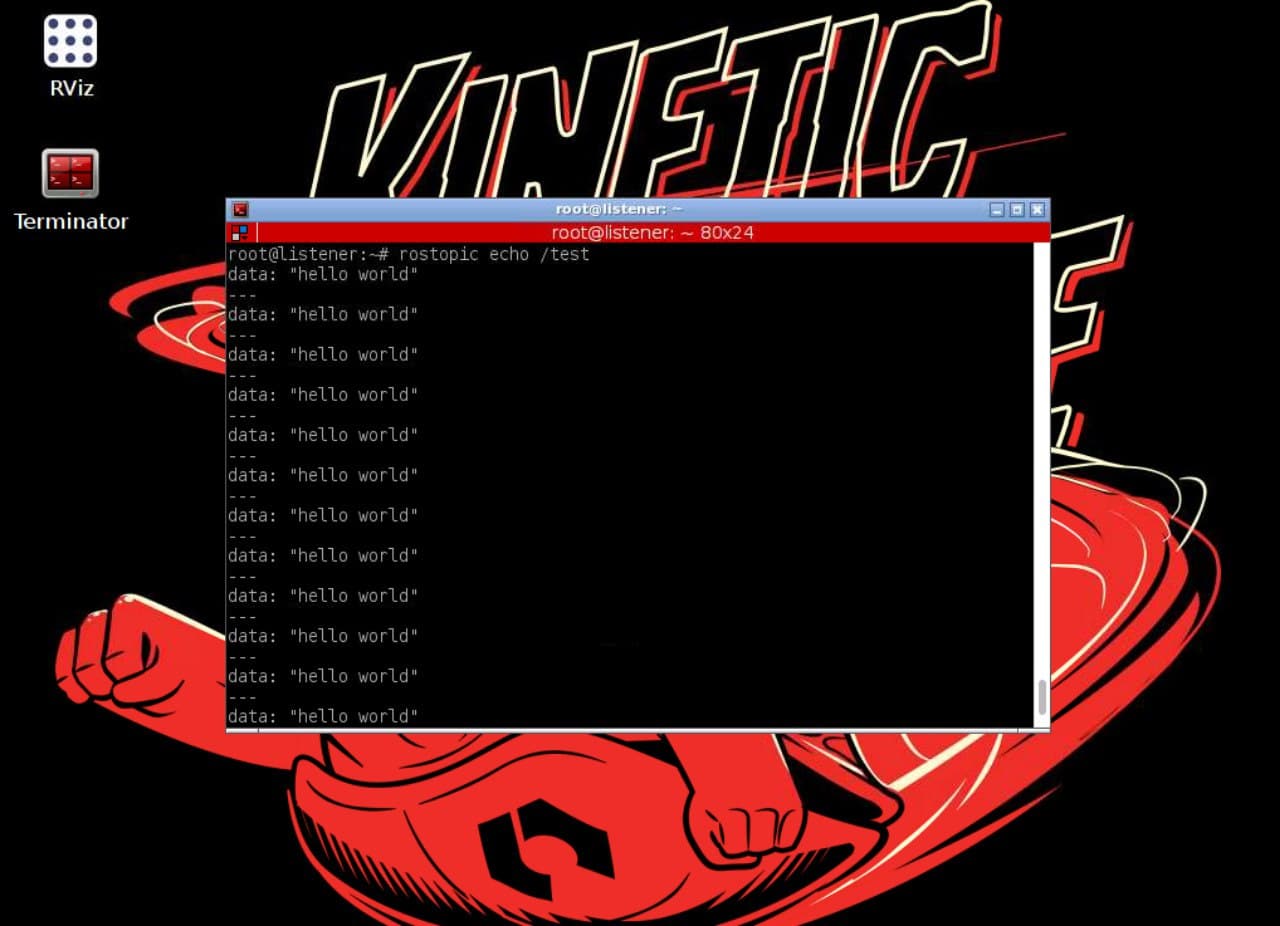 KINETIC
RViz
Terminator
root@listener: ~
root@listener: ~ 80x24
root@listener:~# rostopic echo /test
data: "hello world"
---
data: "hello world"
---
data: "hello world"
---
data: "hello world"
---
data: "hello world"
---
data: "hello world"
---
data: "hello world"
---
data: "hello world"
---
data: "hello world"
---
data: "hello world"
---
data: "hello world"
---
data: "hello world"